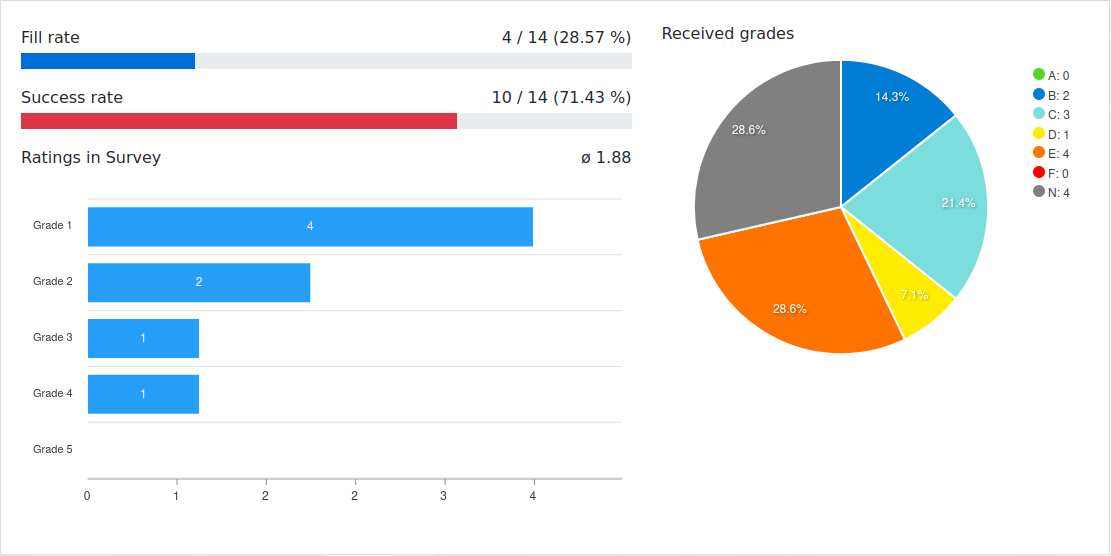 Fill rate 4 / 14 (28.57 %)
Success rate 10 / 14 (71.43 %)
Ratings in Survey ø 1.88
Grade 1 4
Grade 2 2
Grade 3 1
Grade 4 1
Grade 5
0 1 2 2 3 4
Received grades
14.3%
21.4%
7.1%
28.6%
28.6%
A: 0
B: 2
C: 3
D: 1
E: 4
F: 0
N: 4